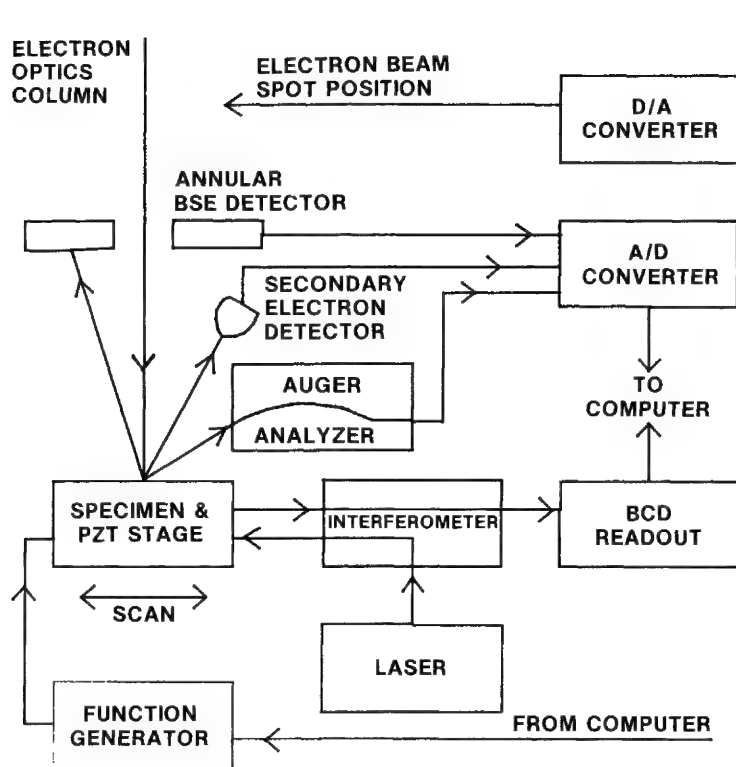 ELECTRON
OPTICS
COLUMN
ELECTRON BEAM
SPOT POSITION
D/A
CONVERTER
ANNULAR
BSE DETECTOR
A/D
CONVERTER
SECONDARY
ELECTRON
DETECTOR
AUGER
ANALYZER
TO
COMPUTER
SPECIMEN &
PZT STAGE
INTERFEROMETER
BCD
READOUT
SCAN
LASER
FUNCTION
GENERATOR
FROM COMPUTER